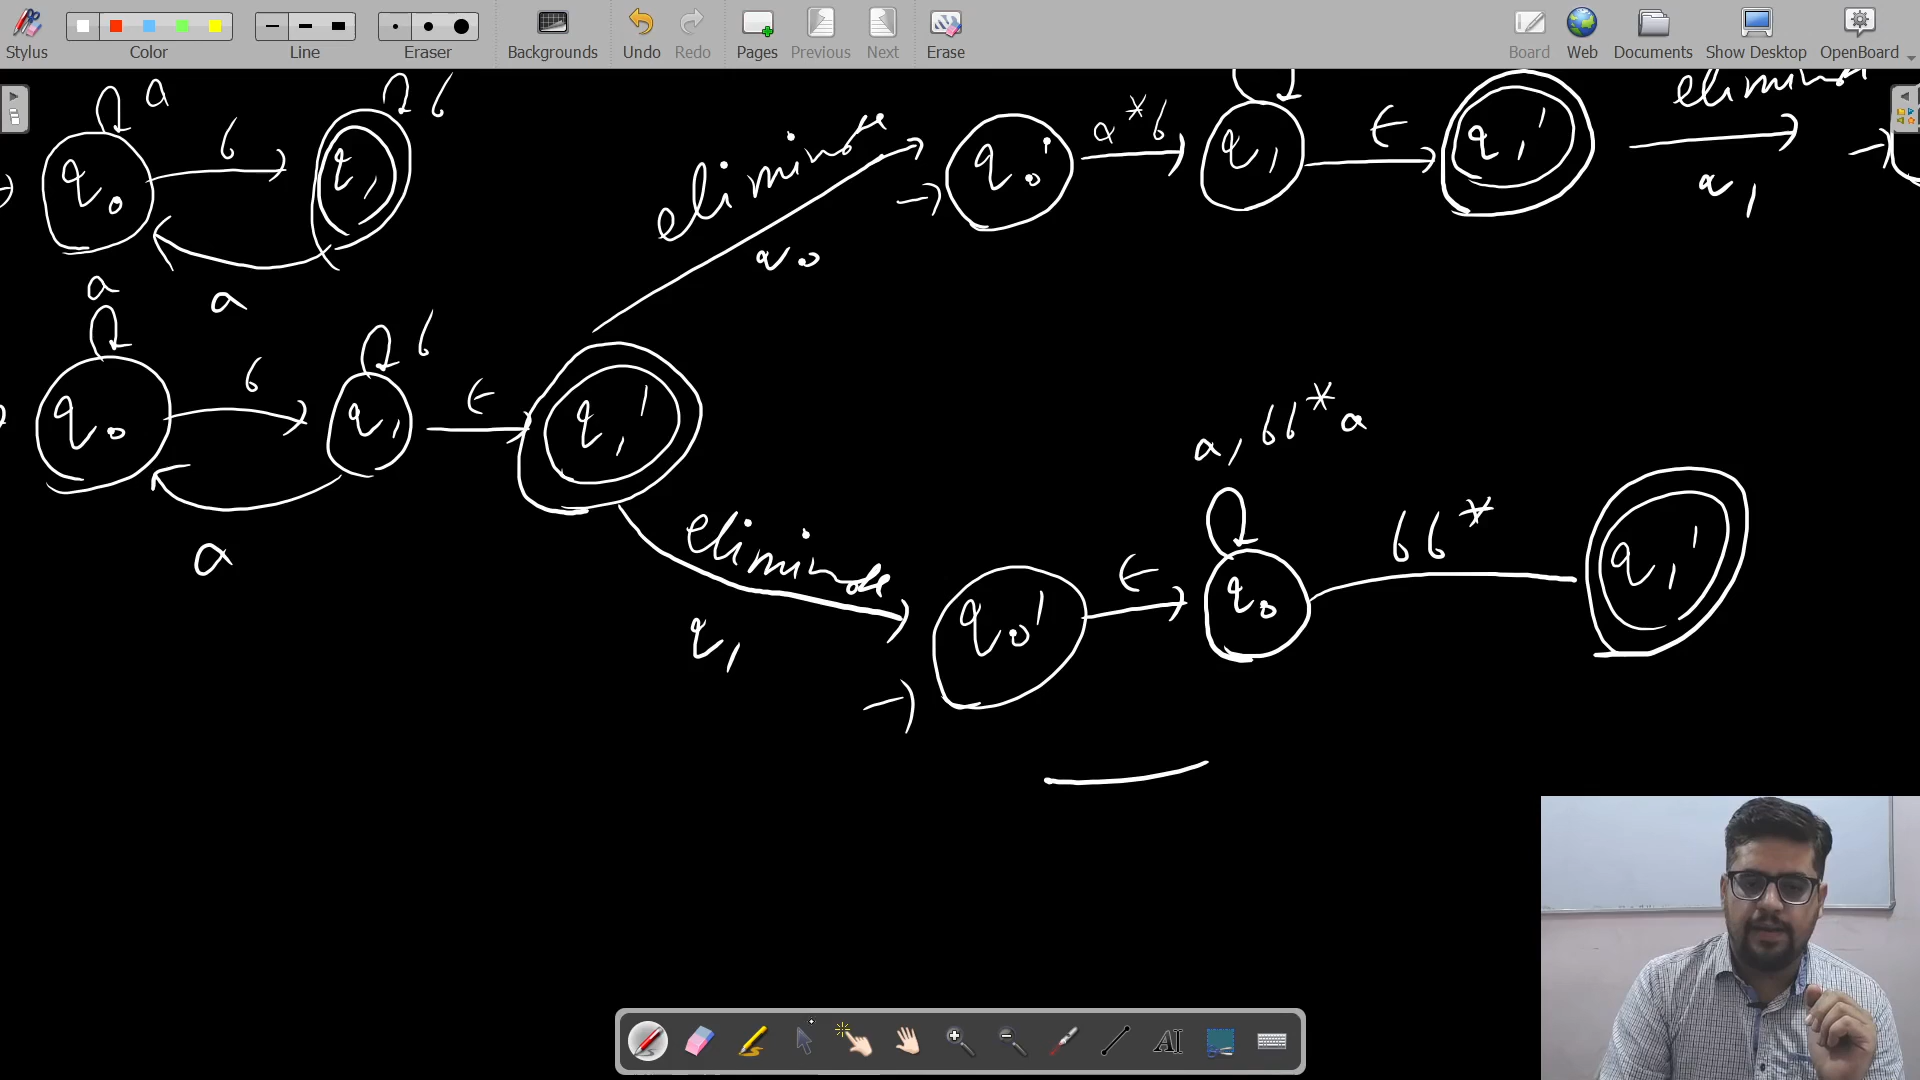 Stylus
Color
Line
Eraser
Backgrounds
Undo
Redo
Pages
Previous
Next
Erase
Board
Web
Documents
Show Desktop
OpenBoard
a
b
b
q₀
q₁
a
eliminate
q₀
q₀'
a*b
q₁
ϵ
q₁'
q₁
a
b
b
q₀
q₁
ϵ
q₁'
a
eliminate
q₁
q₀'
ϵ
a, bb*a
q₀
bb*
q₁'